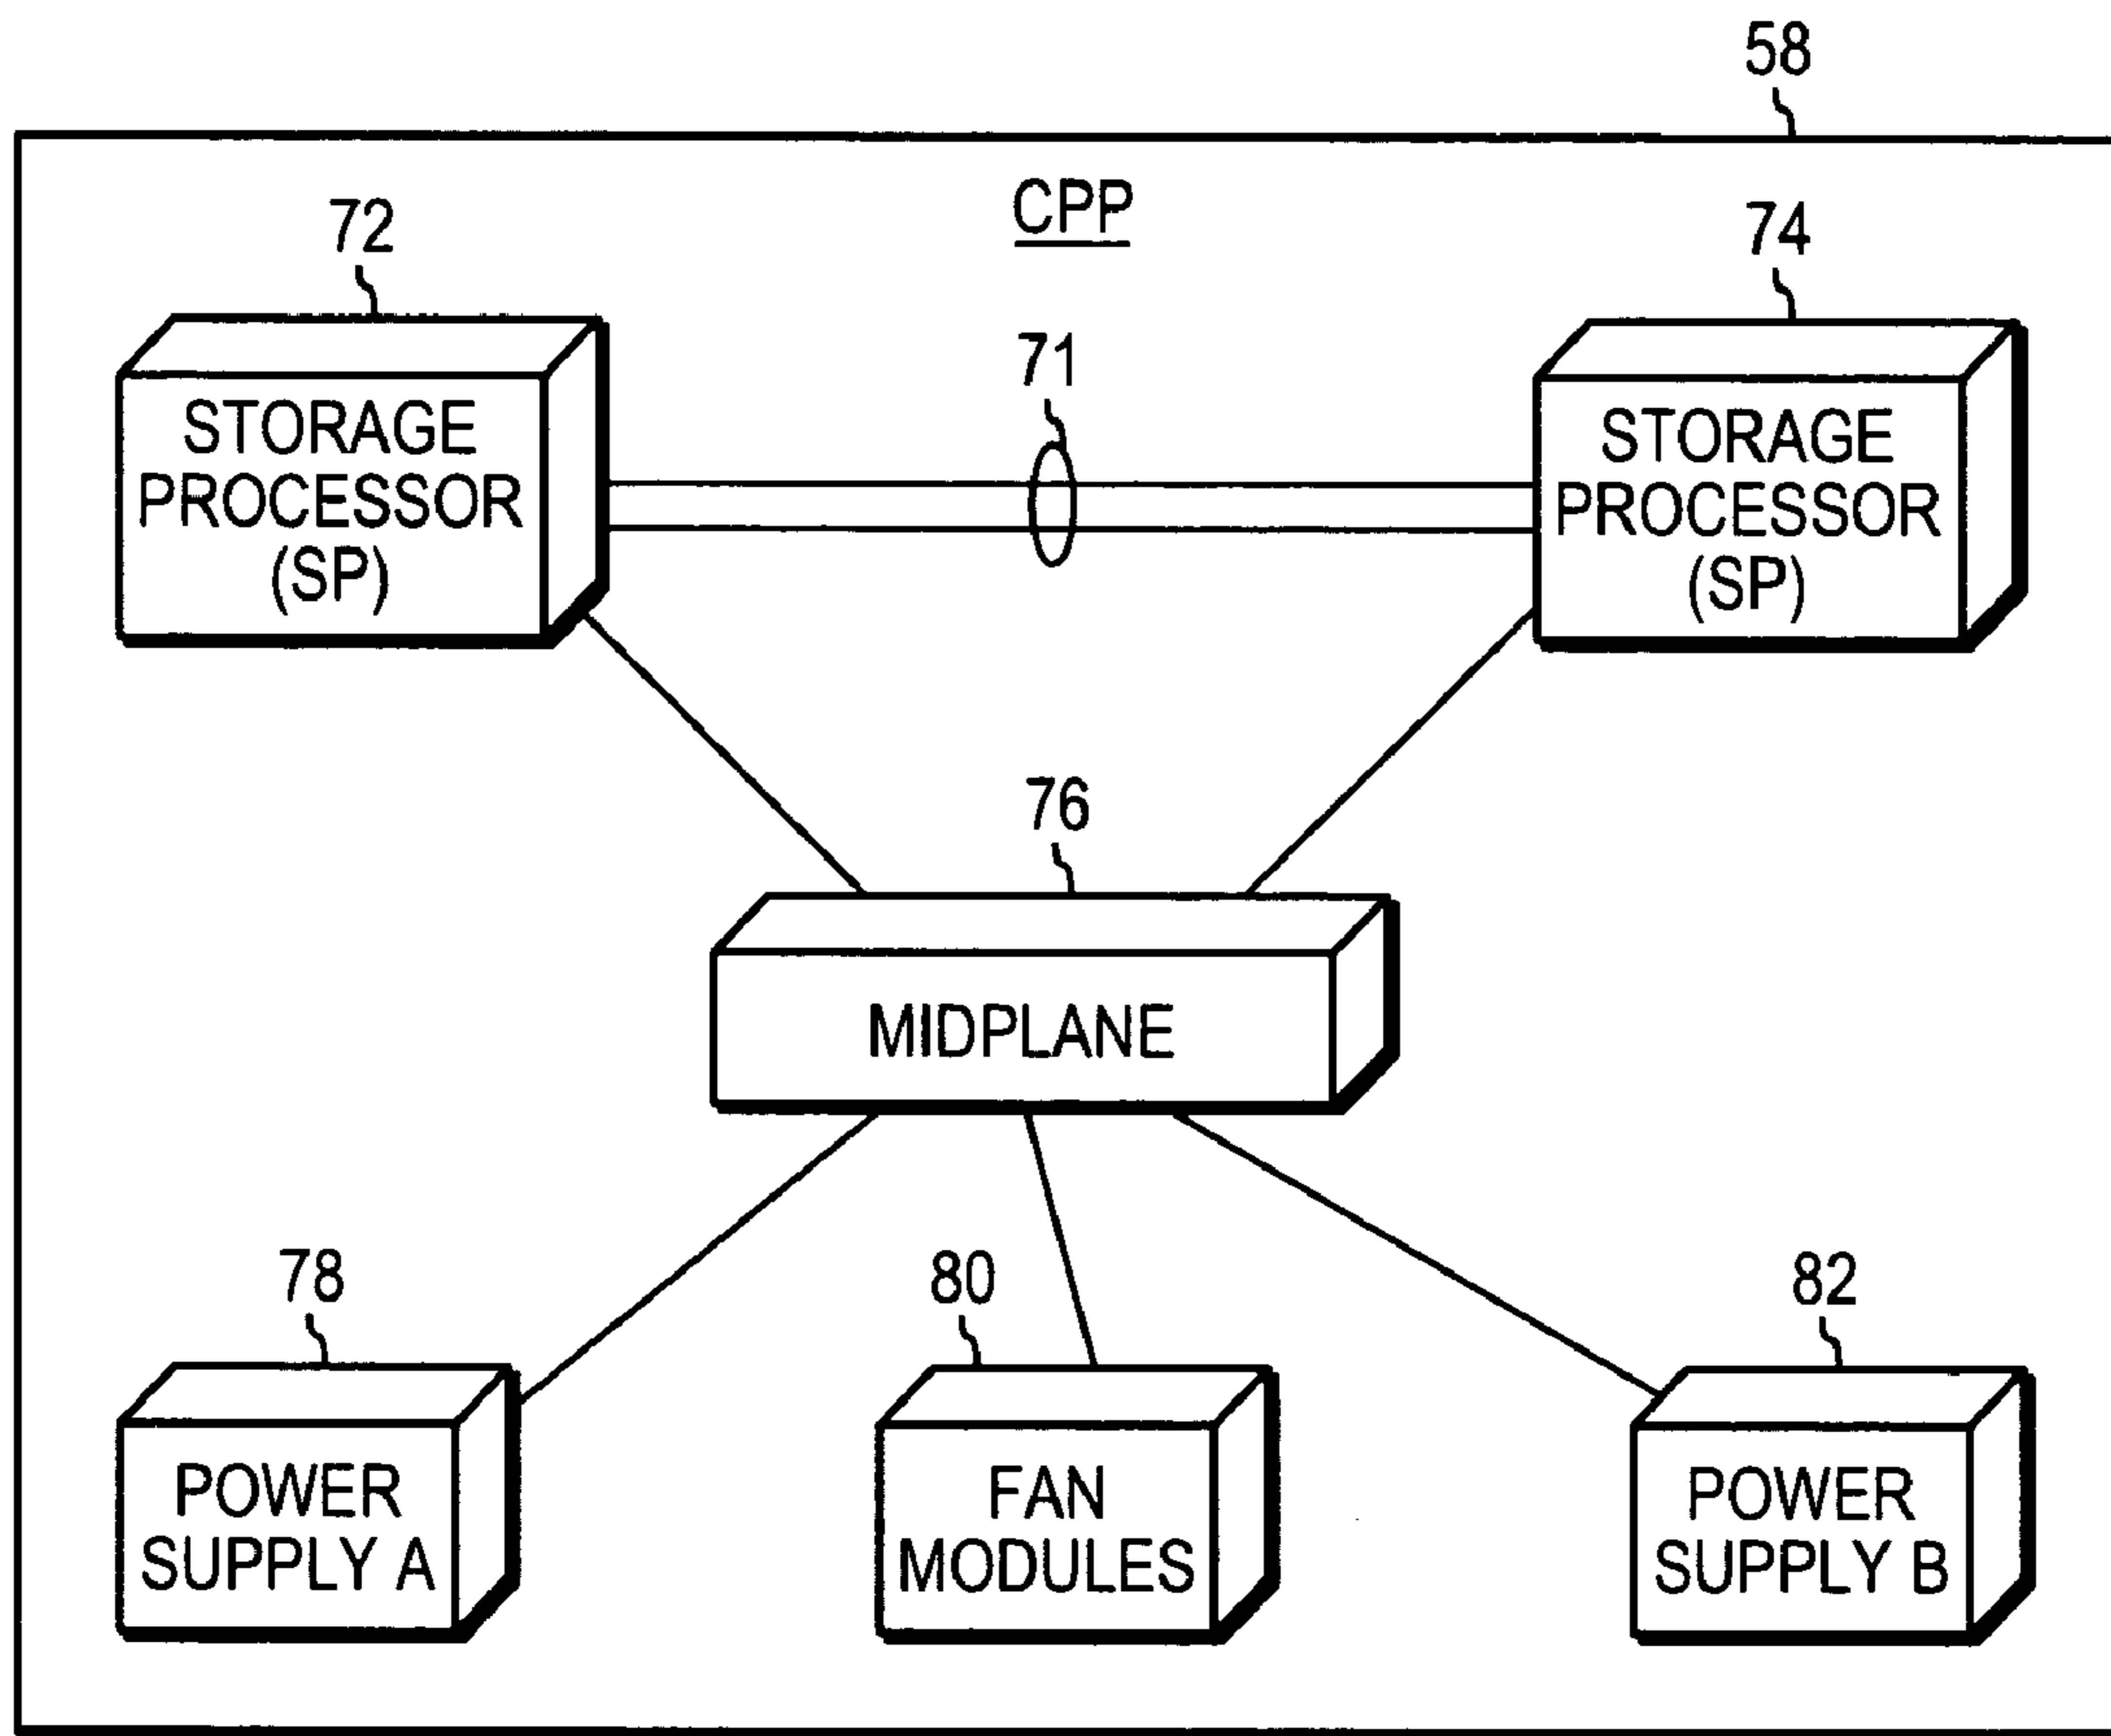 58
CPP
72
74
71
STORAGE
PROCESSOR
(SP)
STORAGE
PROCESSOR
(SP)
76
MIDPLANE
78
80
82
POWER
SUPPLY A
FAN
MODULES
POWER
SUPPLY B